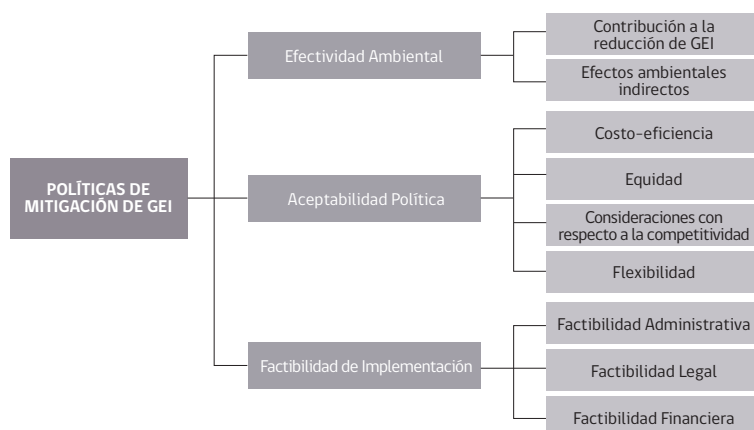 POLÍTICAS DE
MITIGACIÓN DE GEI
Efectividad Ambiental
Contribución a la
reducción de GEI
Efectos ambientales
indirectos
Aceptabilidad Política
Costo-eficiencia
Equidad
Consideraciones con
respecto a la competitividad
Flexibilidad
Factibilidad de Implementación
Factibilidad Administrativa
Factibilidad Legal
Factibilidad Financiera